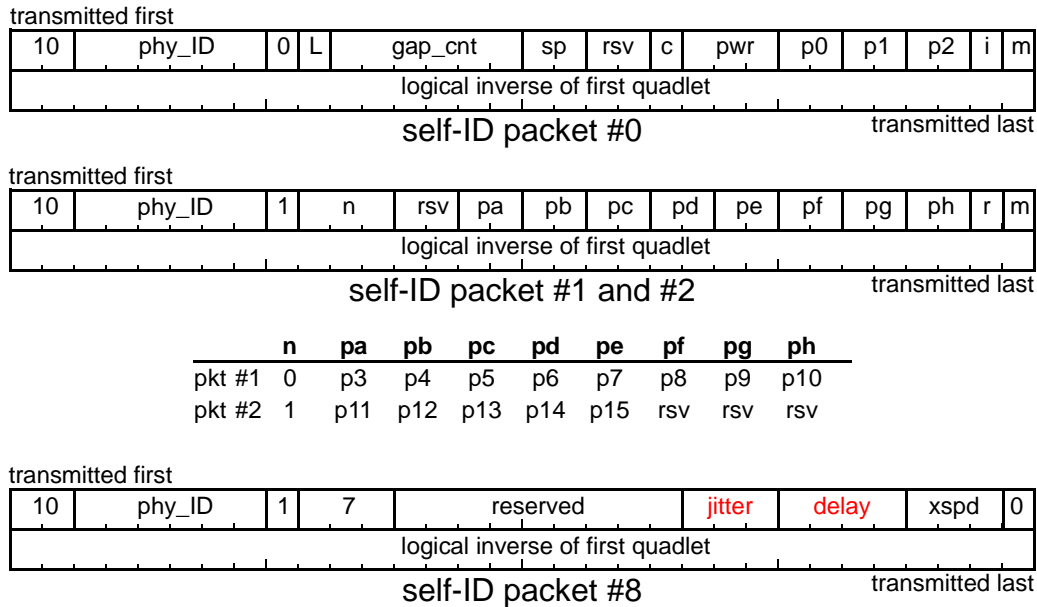 transmitted first
10 phy_ID 0 L gap_cnt sp rsv c pwr p0 p1 p2 i m
logical inverse of first quadlet
self-ID packet #0 transmitted last
transmitted first
10 phy_ID 1 n rsv pa pb pc pd pe pf pg ph r m
logical inverse of first quadlet
self-ID packet #1 and #2 transmitted last
n pa pb pc pd pe pf pg ph
pkt #1 0 p3 p4 p5 p6 p7 p8 p9 p10
pkt #2 1 p11 p12 p13 p14 p15 rsv rsv rsv
transmitted first
10 phy_ID 1 7 reserved jitter delay xspd 0
logical inverse of first quadlet
self-ID packet #8 transmitted last